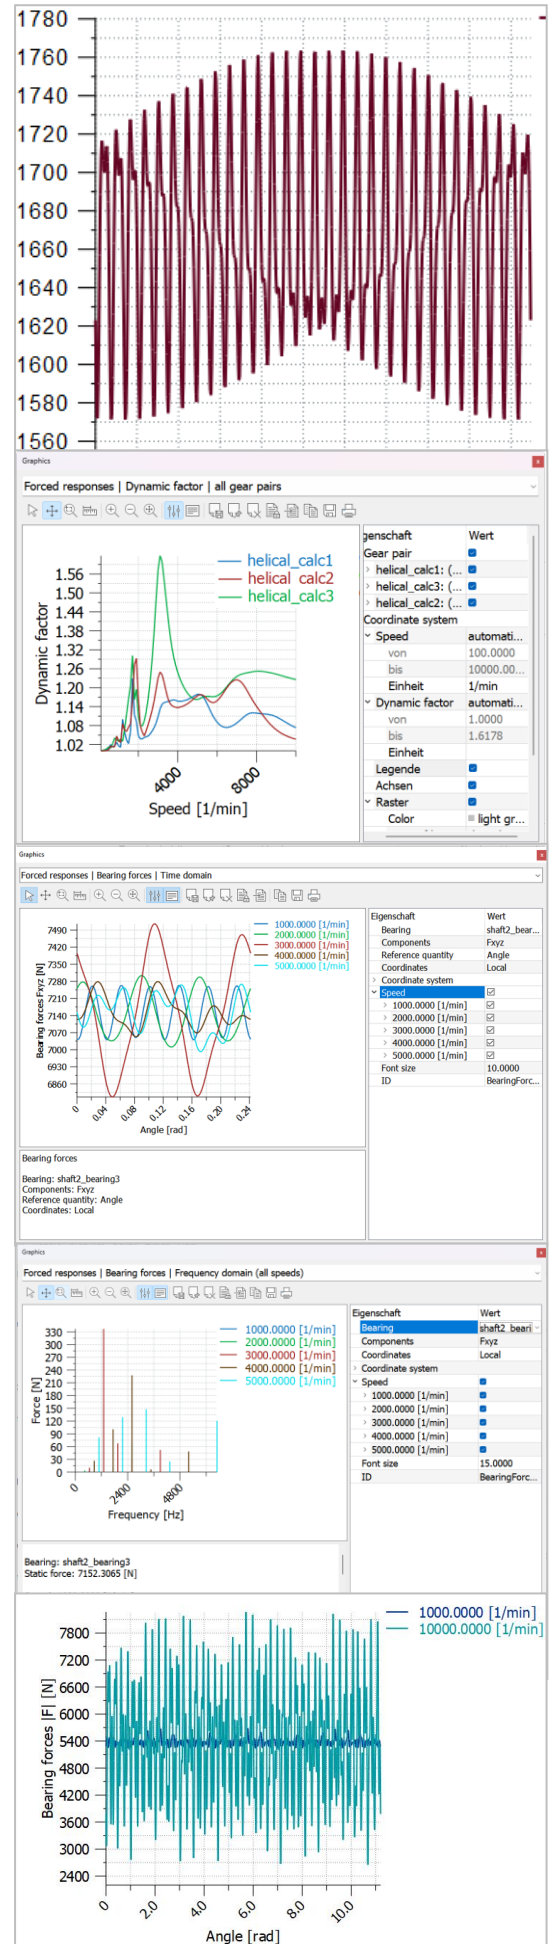 1780
1760
1740
1720
1700
1680
1660
1640
1620
1600
1580
1560
Graphics
Forced responses | Dynamic factor | all gear pairs
helical_calc1
helical_calc2
helical_calc3
1.56
1.50
1.44
1.38
1.32
1.26
1.20
1.14
1.08
1.02
Dynamic factor
4000 8000
Speed [1/min]
genschaft Wert
Gear pair
helical_calc1: (...
helical_calc3: (...
helical_calc2: (...
Coordinate system
Speed automati...
von 100.0000
bis 10000.00...
Einheit 1/min
Dynamic factor automati...
von 1.0000
bis 1.6178
Einheit
Legende
Achsen
Raster
Color light gr...
Graphics
Forced responses | Bearing forces | Time domain
1000.0000 [1/min]
2000.0000 [1/min]
3000.0000 [1/min]
4000.0000 [1/min]
5000.0000 [1/min]
7490
7420
7350
7280
7210
7140
7070
7000
6930
6860
Bearing forces Fxyz [N]
0 0.04 0.08 0.12 0.16 0.20 0.24
Angle [rad]
Eigenschaft Wert
Bearing shaft2_bear...
Components Fxyz
Reference quantity Angle
Coordinates Local
Coordinate system
Speed
1000.0000 [1/min]
2000.0000 [1/min]
3000.0000 [1/min]
4000.0000 [1/min]
5000.0000 [1/min]
Font size 10.0000
ID BearingForc...
Bearing forces
Bearing: shaft2_bearing3
Components: Fxyz
Reference quantity: Angle
Coordinates: Local
Graphics
Forced responses | Bearing forces | Frequency domain (all speeds)
1000.0000 [1/min]
2000.0000 [1/min]
3000.0000 [1/min]
4000.0000 [1/min]
5000.0000 [1/min]
330
300
270
240
210
180
150
120
90
60
30
0
Force [N]
0 2400 4800
Frequency [Hz]
Eigenschaft Wert
Bearing shaft2_beari
Components Fxyz
Coordinates Local
Coordinate system
Speed
1000.0000 [1/min]
2000.0000 [1/min]
3000.0000 [1/min]
4000.0000 [1/min]
5000.0000 [1/min]
Font size 15.0000
ID BearingForc...
Bearing: shaft2_bearing3
Static force: 7152.3065 [N]
1000.0000 [1/min]
10000.0000 [1/min]
7800
7200
6600
6000
5400
4800
4200
3600
3000
2400
Bearing forces |F| [N]
0 2.0 4.0 6.0 8.0 10.0
Angle [rad]